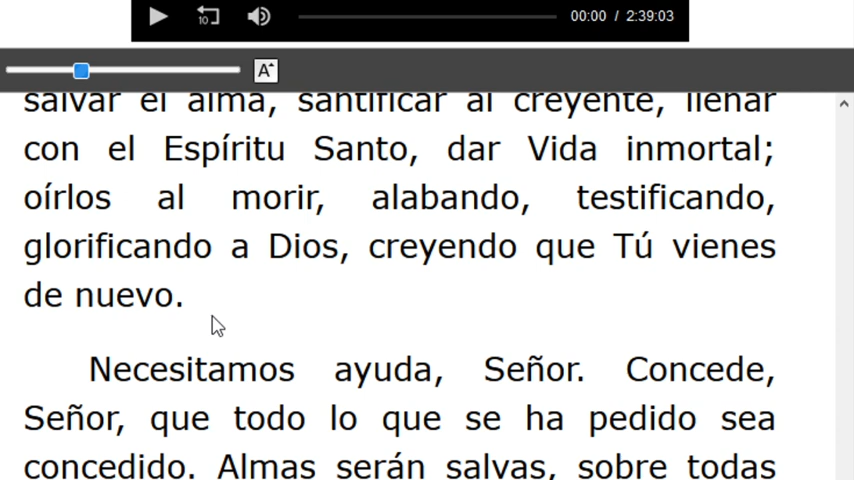 10
00:00 / 2:39:03
A
salvar el alma, santificar al creyente, llenar
con el Espíritu Santo, dar Vida inmortal;
oírlos al morir, alabando, testificando,
glorificando a Dios, creyendo que Tú vienes
de nuevo.
Necesitamos ayuda, Señor. Concede,
Señor, que todo lo que se ha pedido sea
concedido. Almas serán salvas, sobre todas